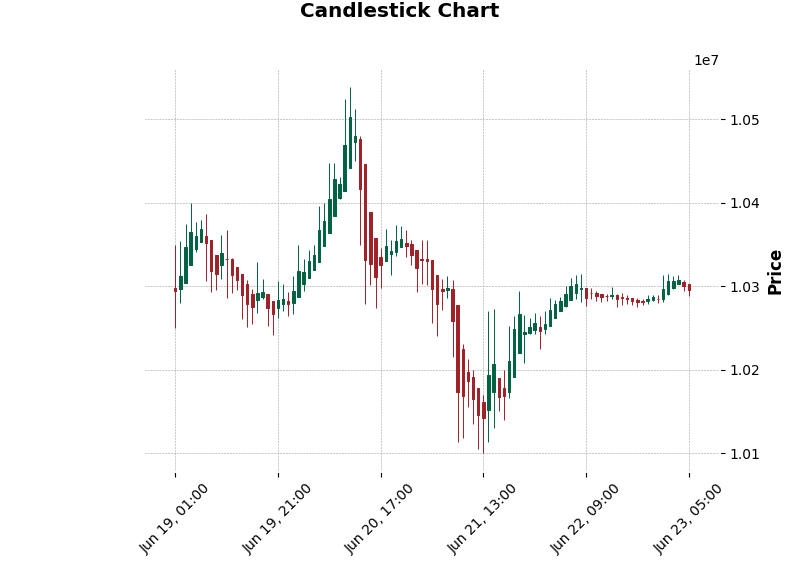 Candlestick Chart
1e7
1.05
1.04
1.03
1.02
1.01
Price
Jun 19, 01:00
Jun 19, 21:00
Jun 20, 17:00
Jun 21, 13:00
Jun 22, 09:00
Jun 23, 05:00